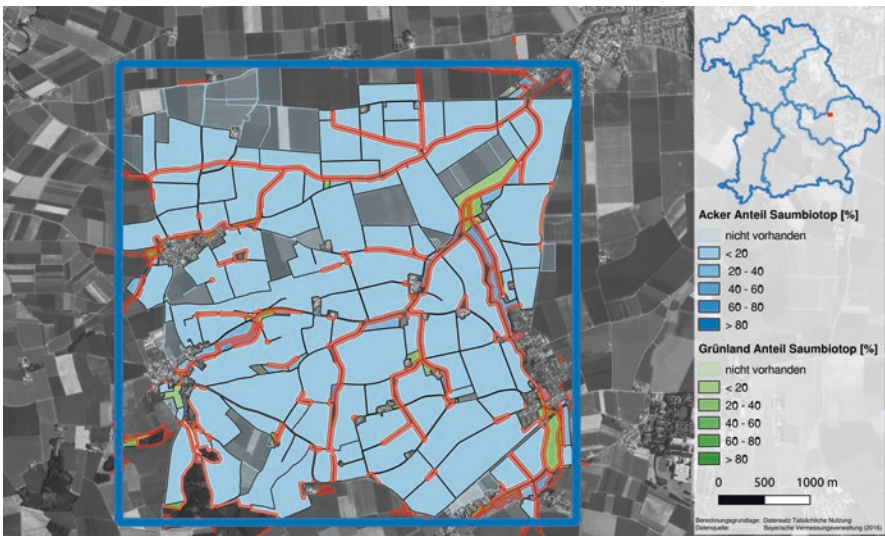 Acker Anteil Saumbiotop [%]
nicht vorhanden
< 20
20 - 40
40 - 60
60 - 80
> 80
Grünland Anteil Saumbiotop [%]
nicht vorhanden
< 20
20 - 40
40 - 60
60 - 80
> 80
0 500 1000 m
Berechnungsgrundlage: Datensatz Tatsächliche Nutzung
Datenquelle: Bayerische Vermessungsverwaltung (2016)